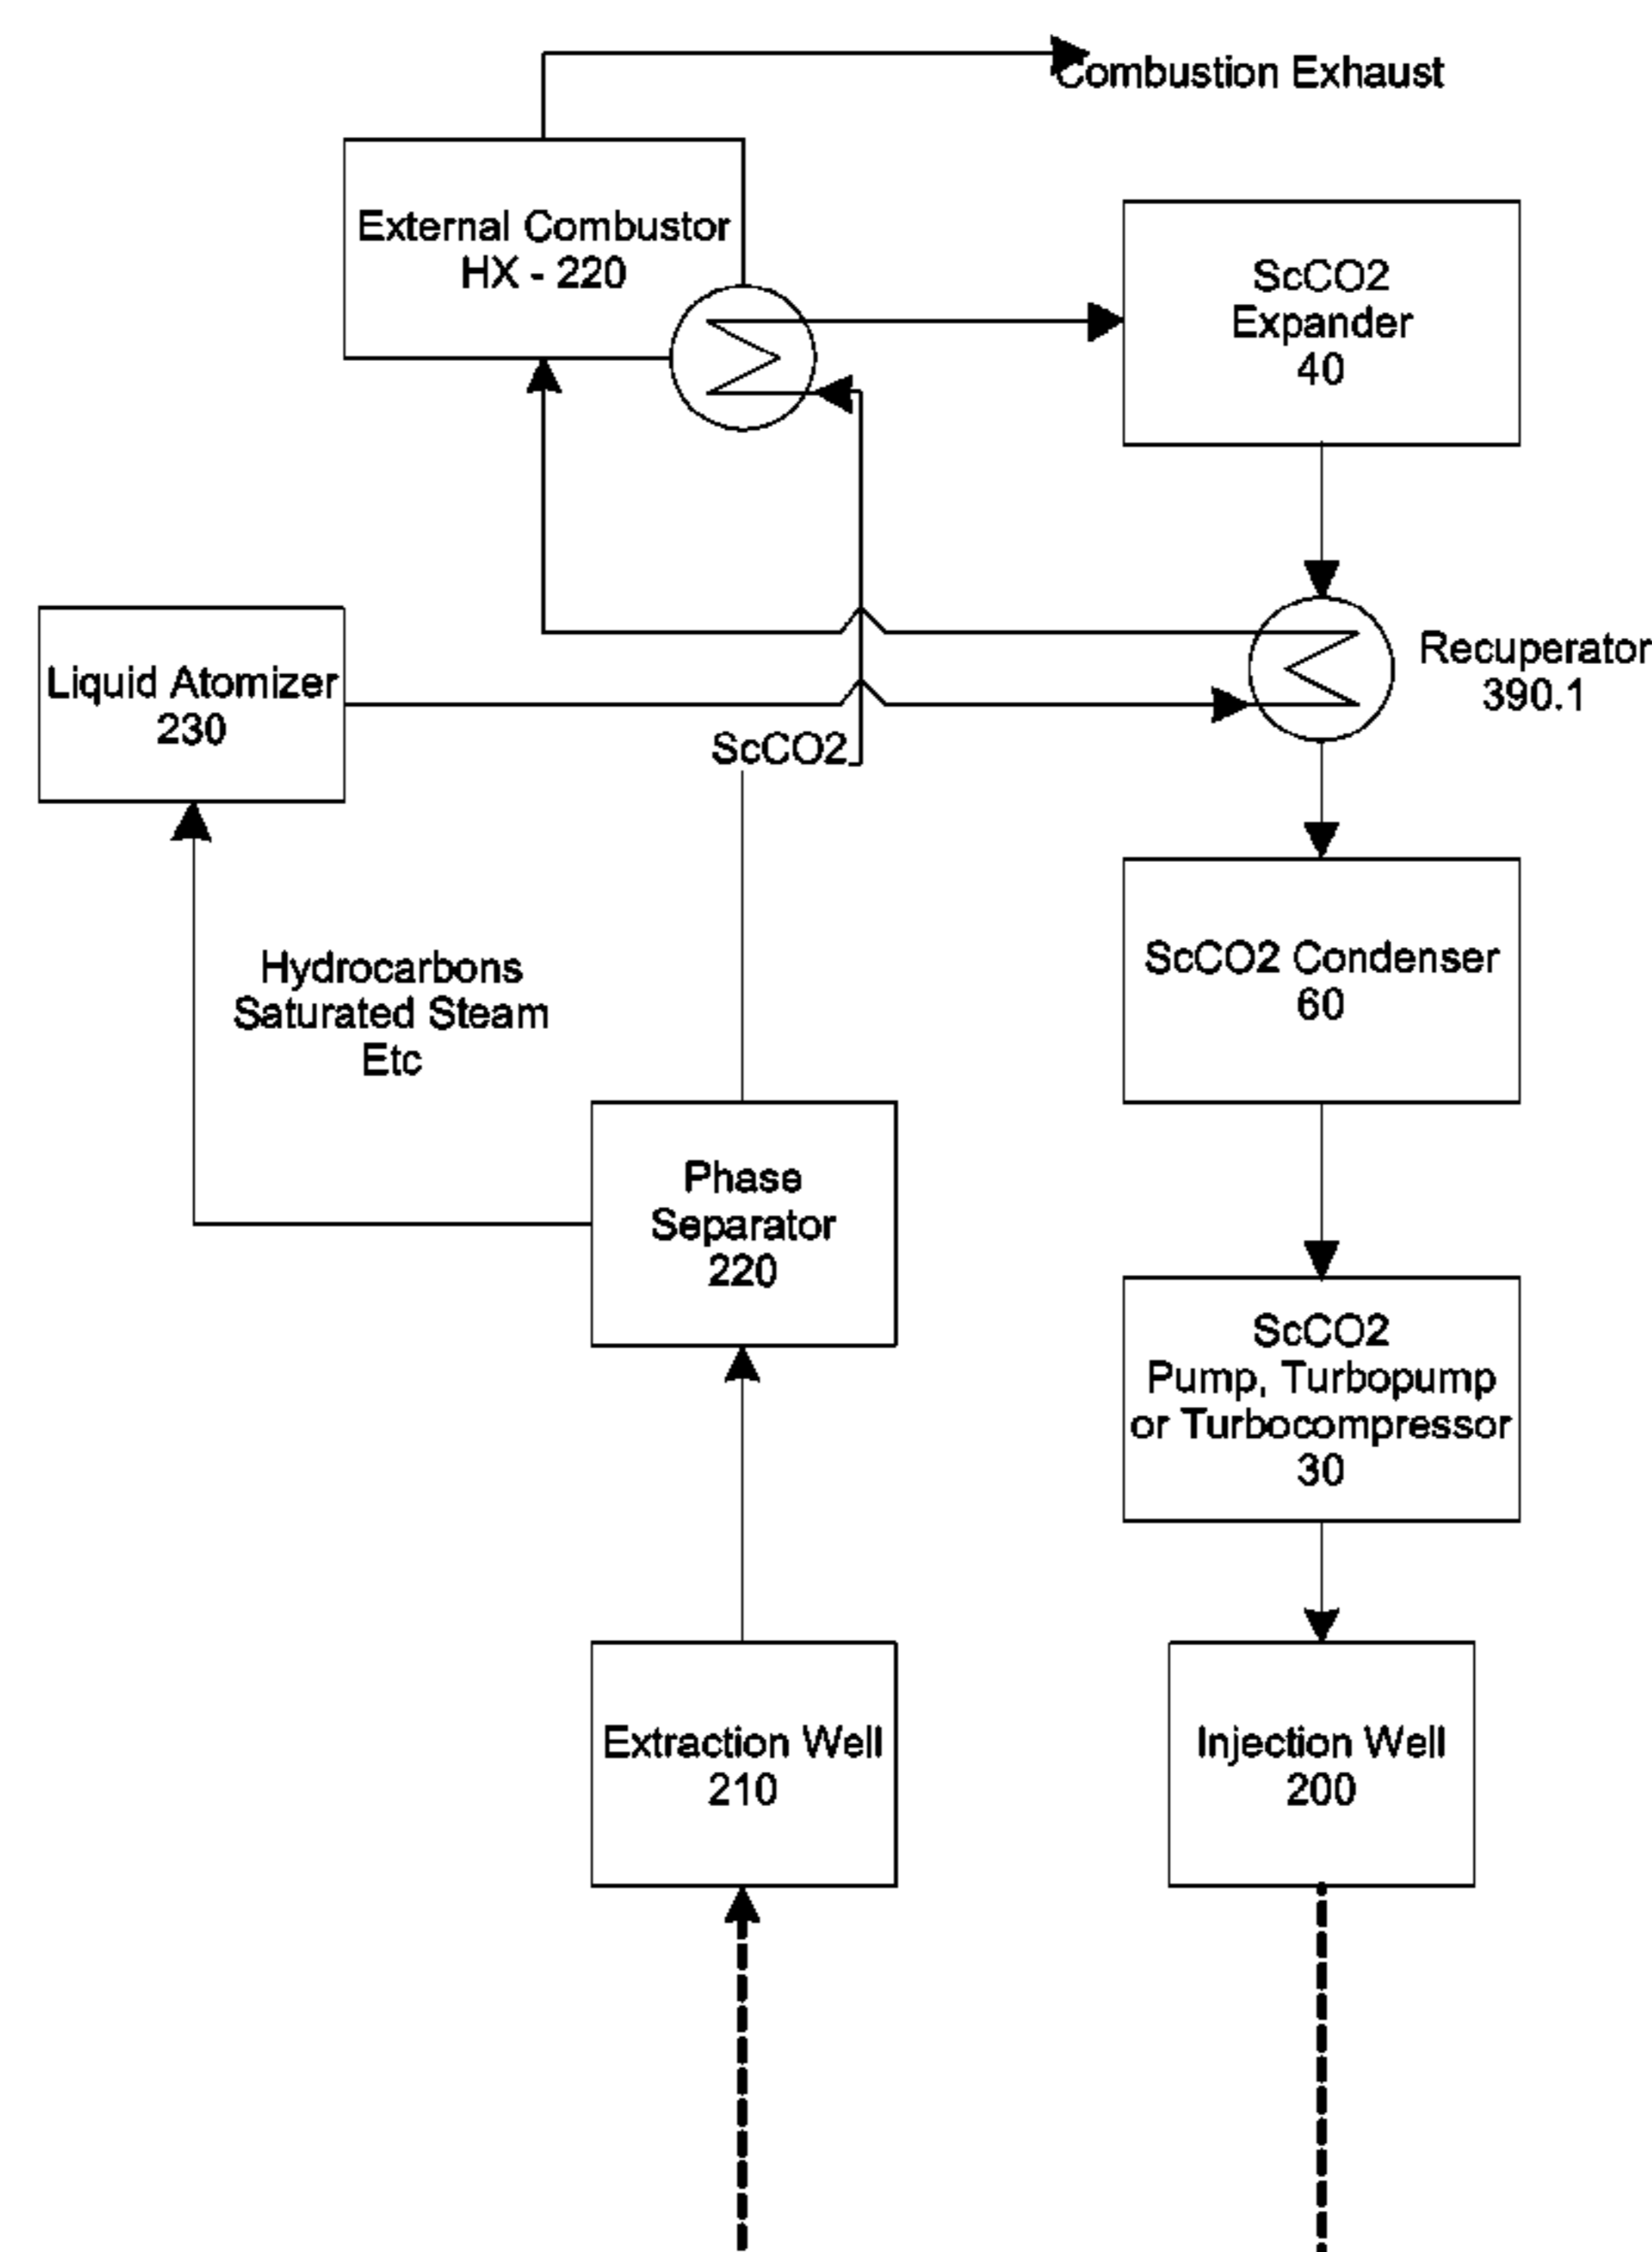 Combustion Exhaust
External Combustor
HX - 220
ScCO2
Expander
40
Liquid Atomizer
230
Recuperator
390.1
ScCO2
Hydrocarbons
Saturated Steam
Etc
ScCO2 Condenser
60
Phase
Separator
220
ScCO2
Pump, Turbopump
or Turbocompressor
30
Extraction Well
210
Injection Well
200